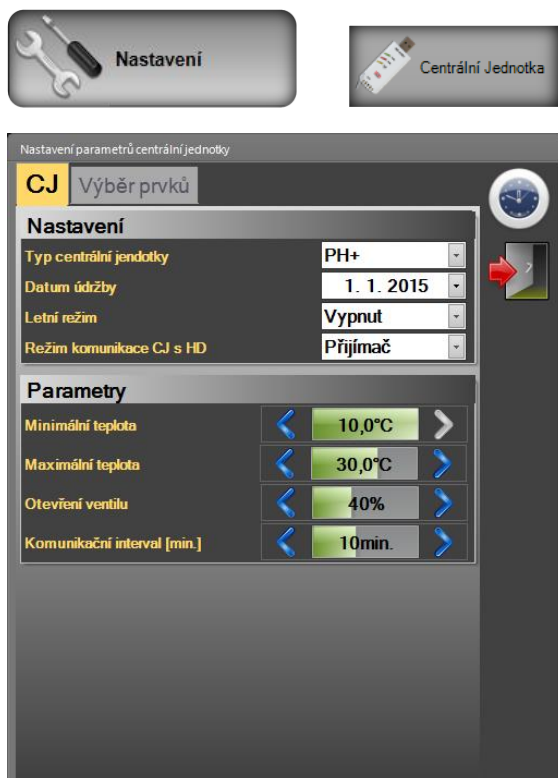 Nastavení
Centrální Jednotka
Nastavení parametrů centrální jednotky
CJ Výběr prvků
Nastavení
Typ centrální jendotky PH+
Datum údržby 1. 1. 2015
Letní režim Vypnut
Režim komunikace CJ s HD Přijímač
Parametry
Minimální teplota 10,0°C
Maximální teplota 30,0°C
Otevření ventilu 40%
Komunikační interval [min.] 10min.